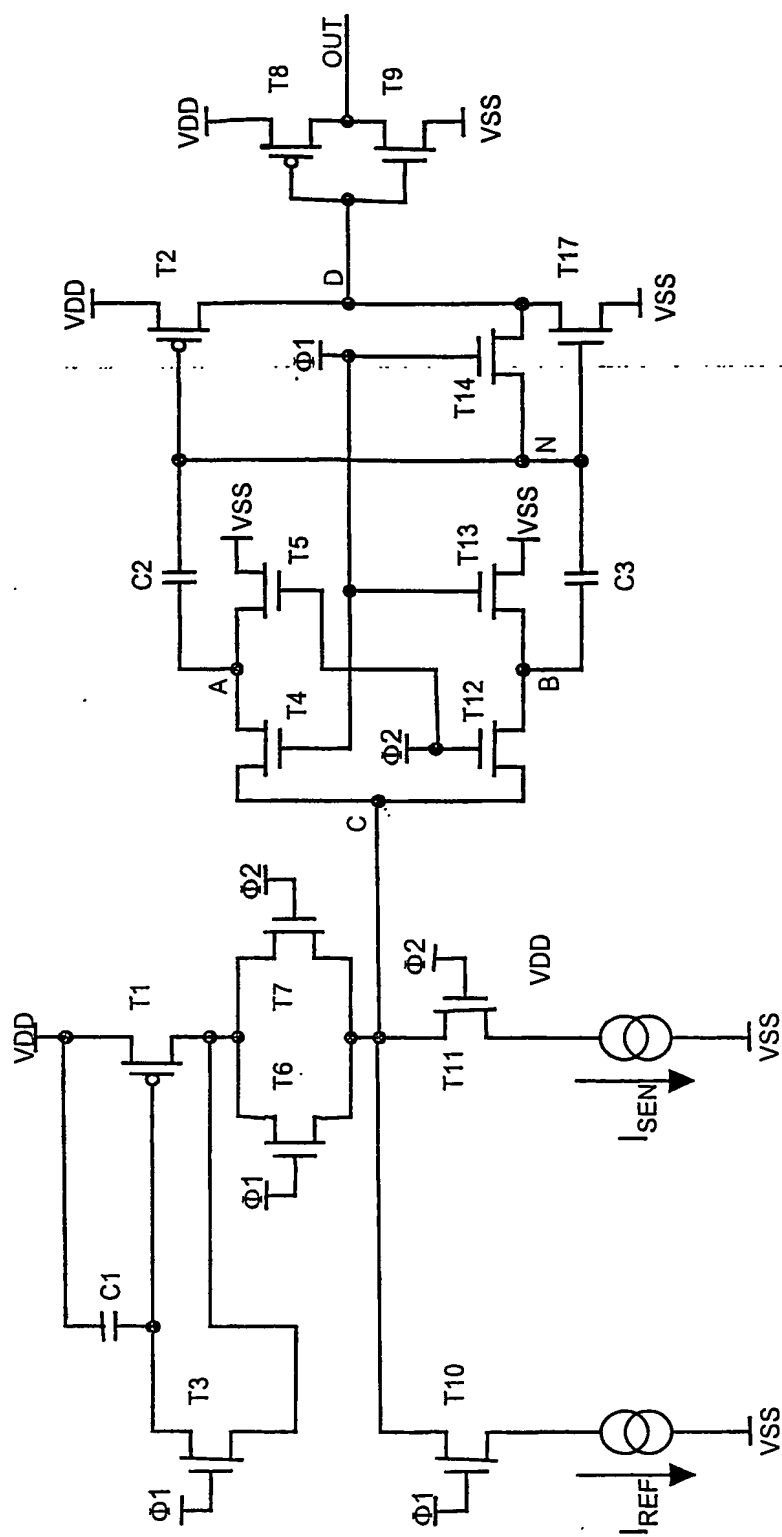 VDD
T1
C1
T3
Φ1
Φ1
T6
T7
Φ2
T10
Φ1
I_REF
VSS
T11
Φ2
VDD
I_SEN
VSS
C
A
T4
T5
VSS
C2
Φ2
T12
T13
VSS
B
C3
Φ1
T14
N
VDD
T2
D
T17
VSS
VDD
T8
OUT
T9
VSS